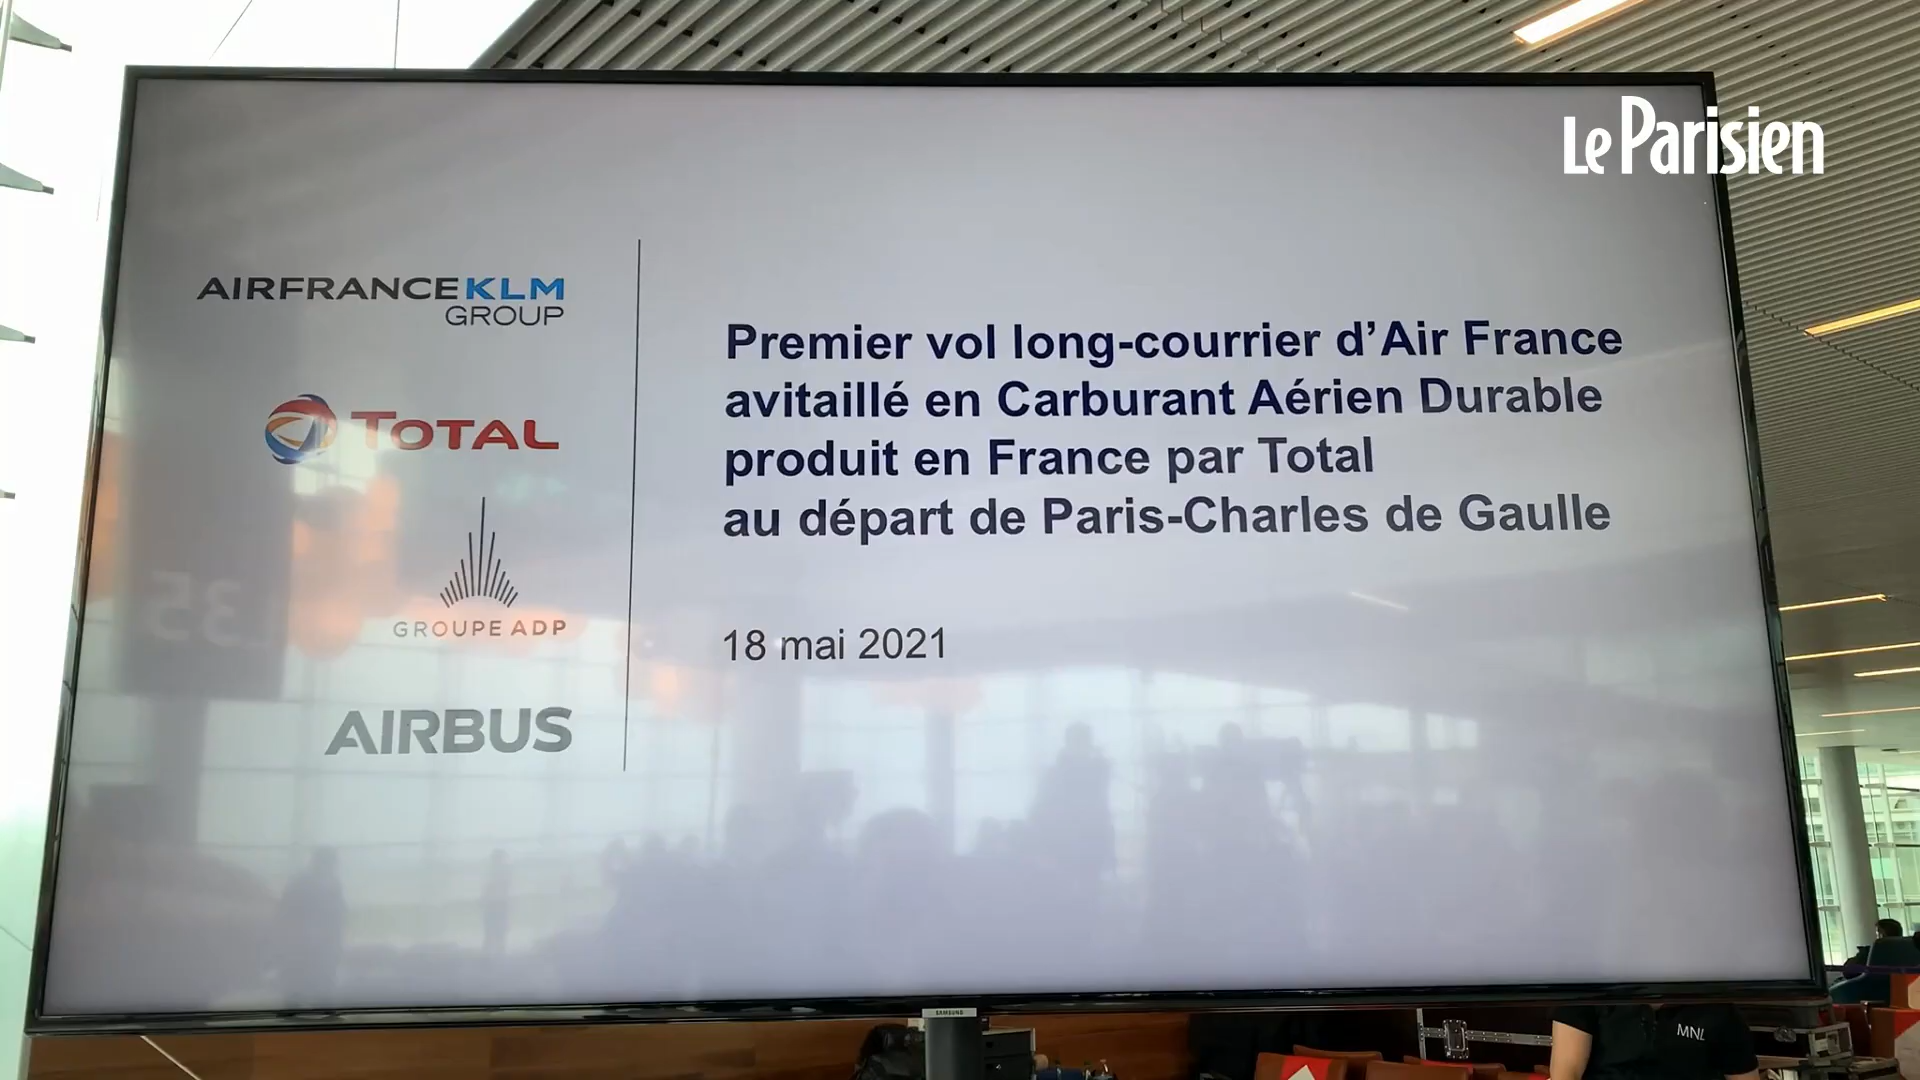 Le Parisien
AIRFRANCEKLM
GROUP
TOTAL
GROUPE ADP
AIRBUS
Premier vol long-courrier d’Air France
avitaillé en Carburant Aérien Durable
produit en France par Total
au départ de Paris-Charles de Gaulle
18 mai 2021
35
SAMSUNG
MNL